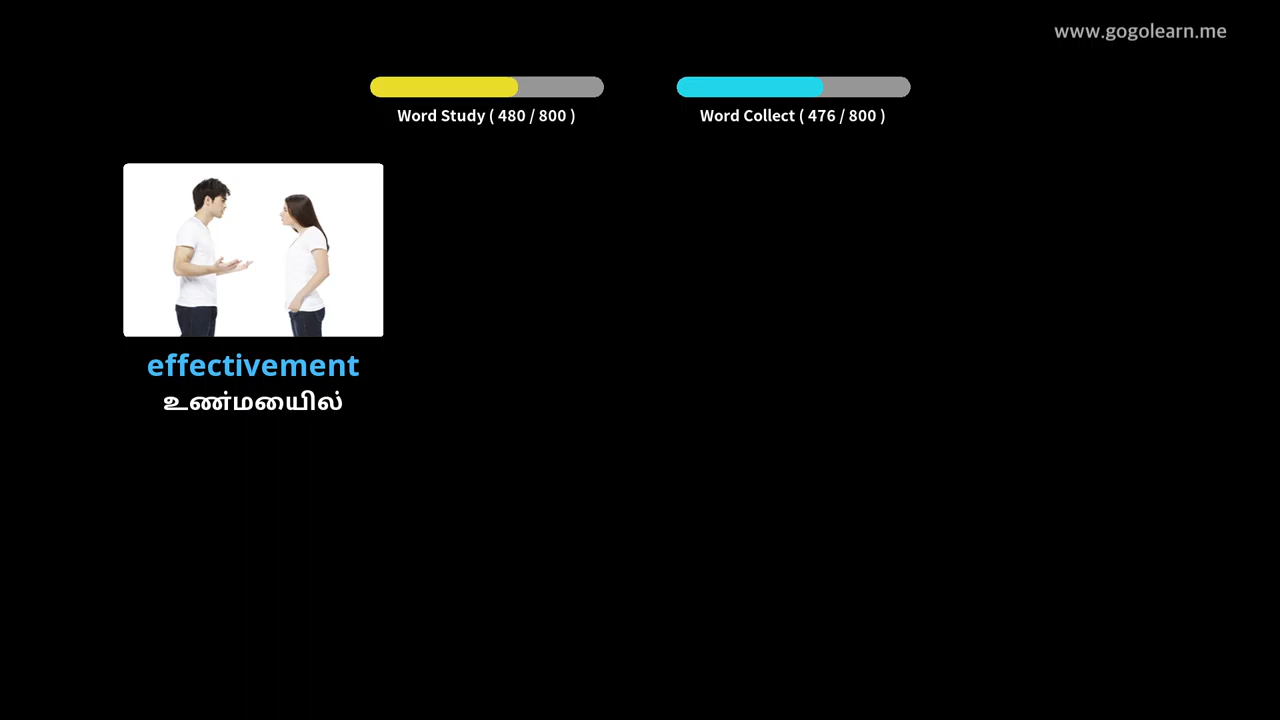 www.gogolearn.me
Word Study ( 480 / 800 )
Word Collect ( 476 / 800 )
effectivement
உண்மையில்